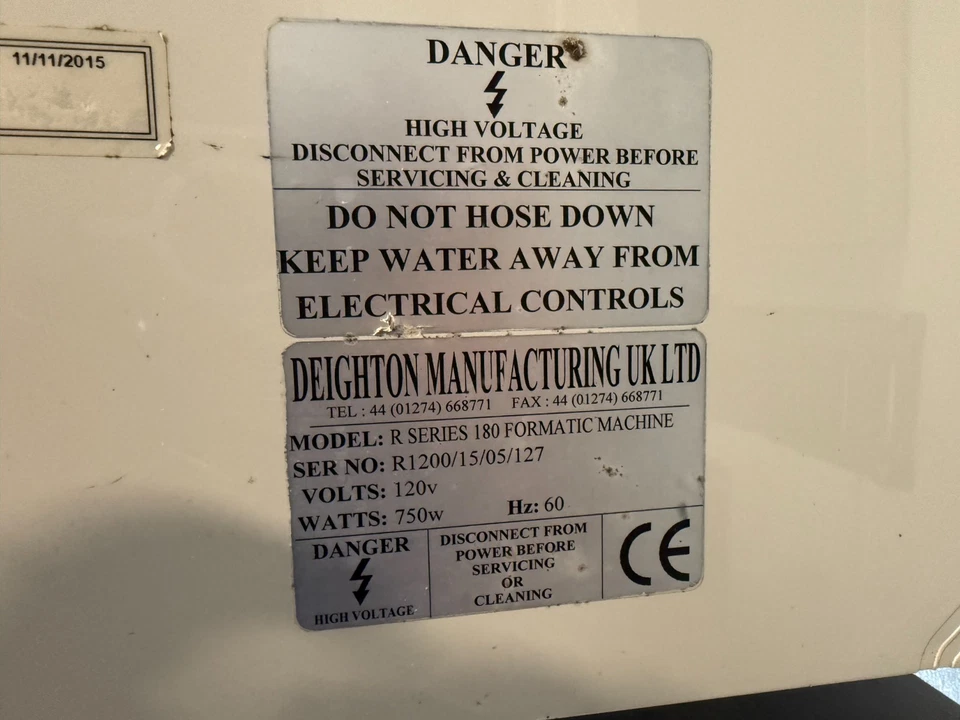 11/11/2015
DANGER
HIGH VOLTAGE
DISCONNECT FROM POWER BEFORE
SERVICING & CLEANING
DO NOT HOSE DOWN
KEEP WATER AWAY FROM
ELECTRICAL CONTROLS
DEIGHTON MANUFACTURING UK LTD
TEL : 44 (01274) 668771 FAX : 44 (01274) 668771
MODEL: R SERIES 180 FORMATIC MACHINE
SER NO: R1200/15/05/127
VOLTS: 120v
WATTS: 750w Hz: 60
DANGER
HIGH VOLTAGE
DISCONNECT FROM
POWER BEFORE
SERVICING
OR
CLEANING
CE